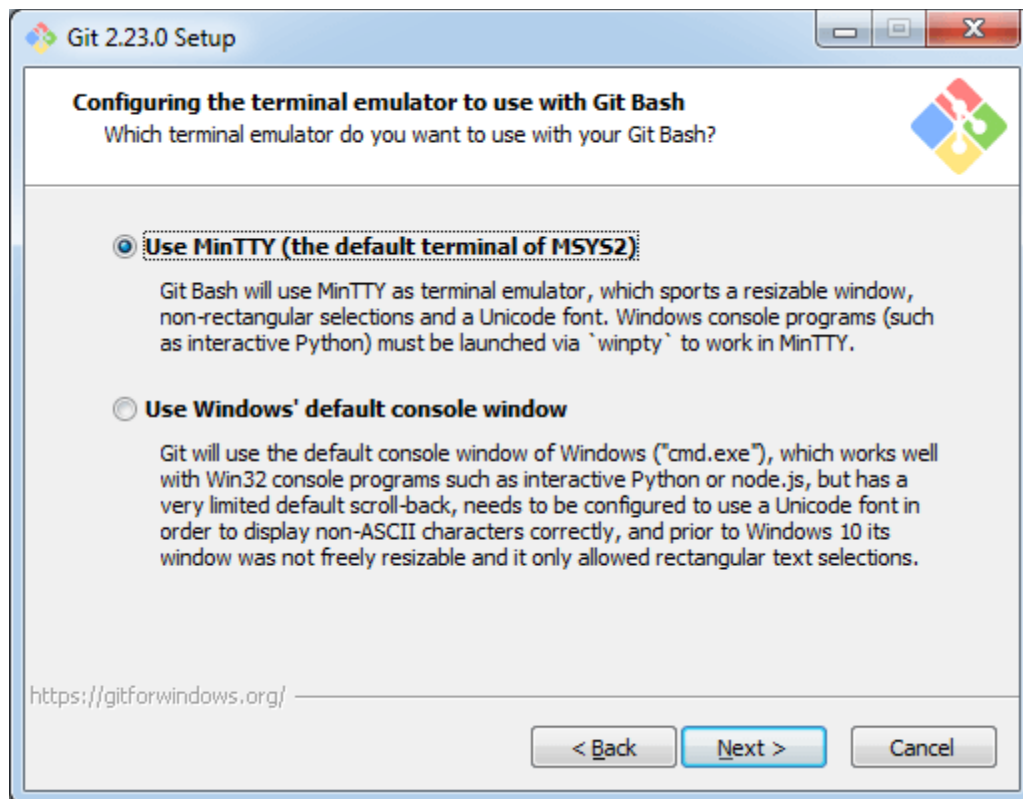 Git 2.23.0 Setup
Configuring the terminal emulator to use with Git Bash
Which terminal emulator do you want to use with your Git Bash?
Use MinTTY (the default terminal of MSYS2)
Git Bash will use MinTTY as terminal emulator, which sports a resizable window,
non-rectangular selections and a Unicode font. Windows console programs (such
as interactive Python) must be launched via `winpty` to work in MinTTY.
Use Windows' default console window
Git will use the default console window of Windows ("cmd.exe"), which works well
with Win32 console programs such as interactive Python or node.js, but has a
very limited default scroll-back, needs to be configured to use a Unicode font in
order to display non-ASCII characters correctly, and prior to Windows 10 its
window was not freely resizable and it only allowed rectangular text selections.
https://gitforwindows.org/
< Back
Next >
Cancel